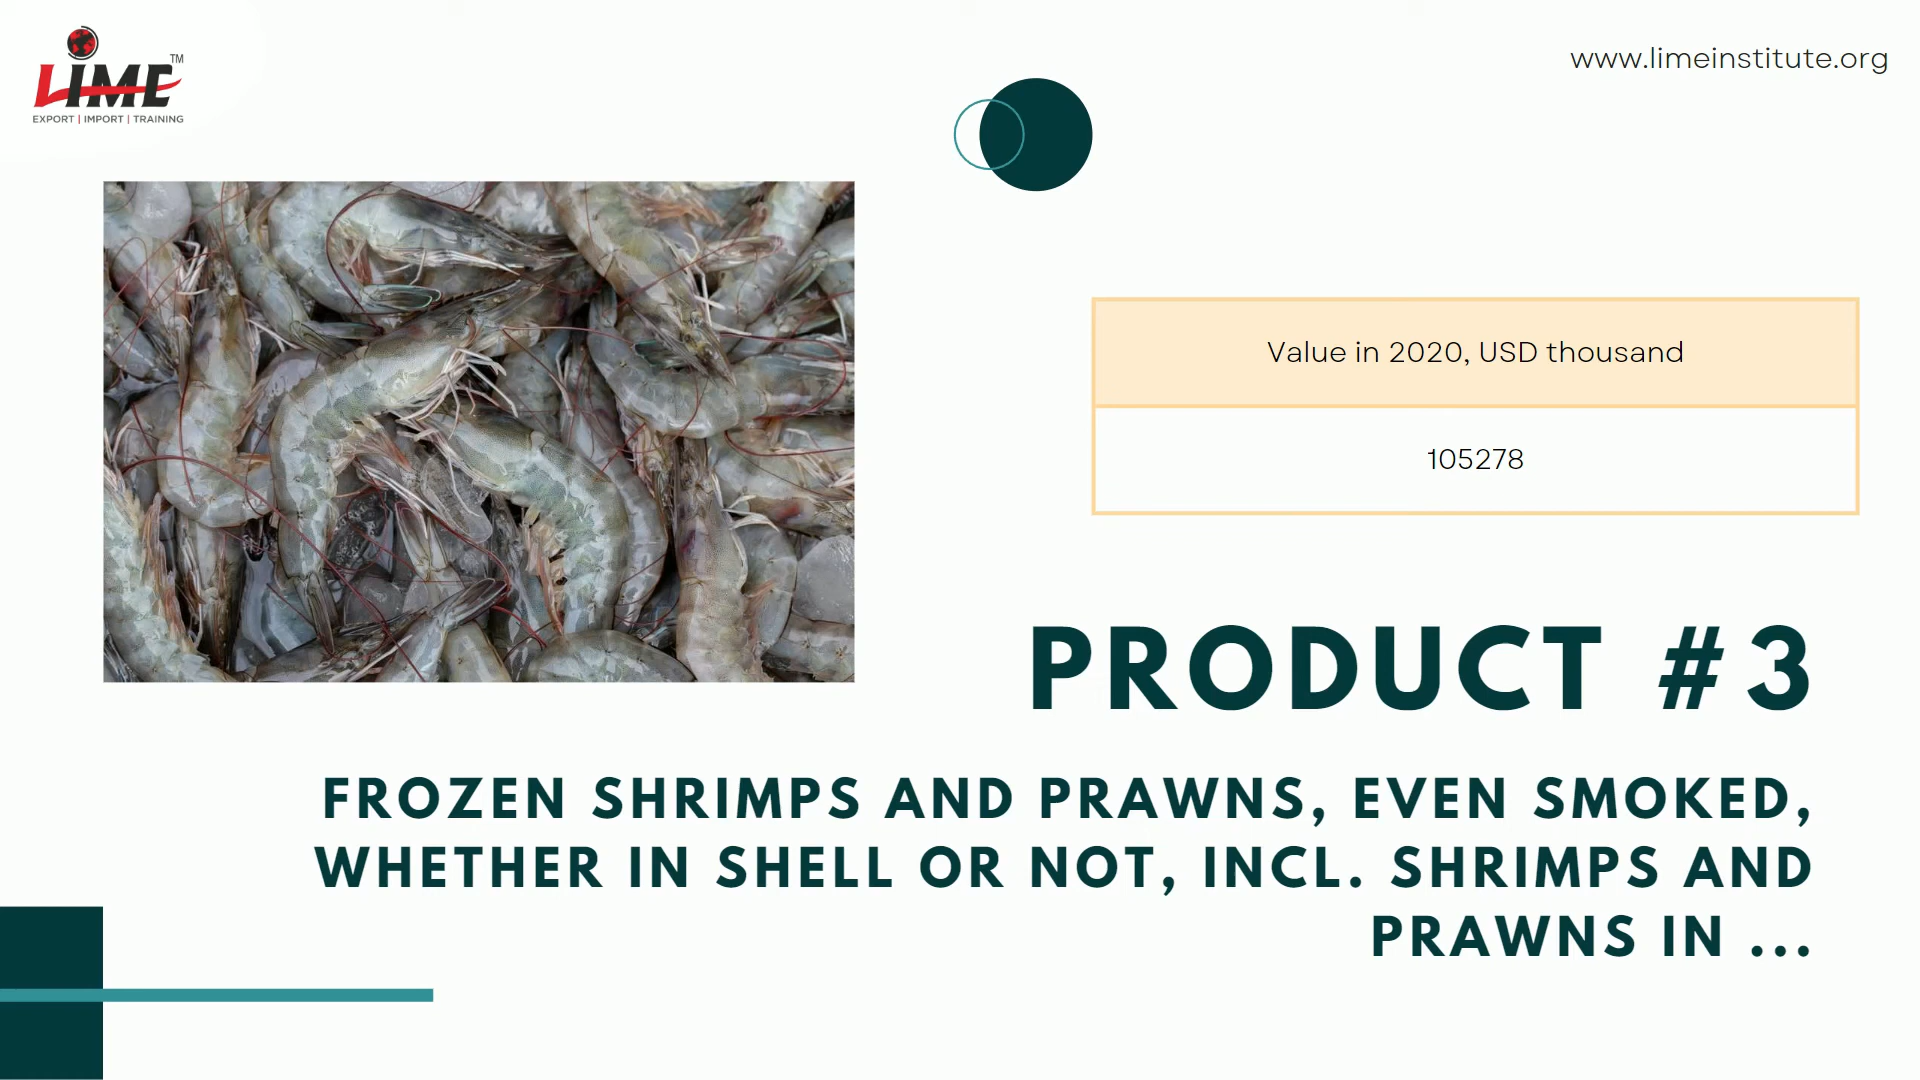 LIME TM
EXPORT | IMPORT | TRAINING
www.limeinstitute.org
Value in 2020, USD thousand
105278
PRODUCT #3
FROZEN SHRIMPS AND PRAWNS, EVEN SMOKED,
WHETHER IN SHELL OR NOT, INCL. SHRIMPS AND
PRAWNS IN ...